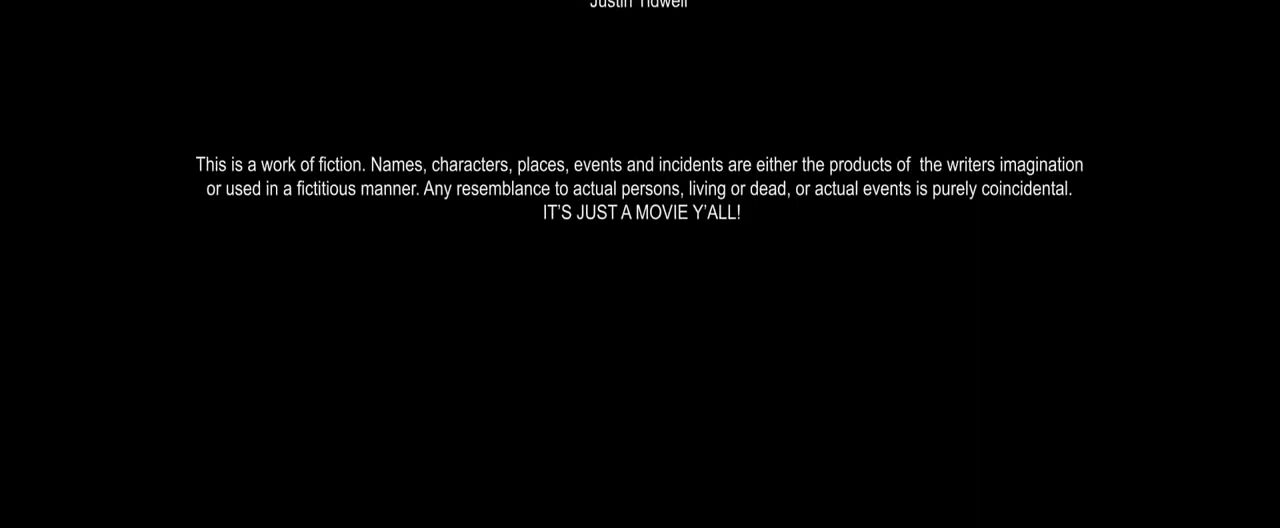 Justin Tidwell
This is a work of fiction. Names, characters, places, events and incidents are either the products of  the writers imagination
or used in a fictitious manner. Any resemblance to actual persons, living or dead, or actual events is purely coincidental.
IT'S JUST A MOVIE Y'ALL!